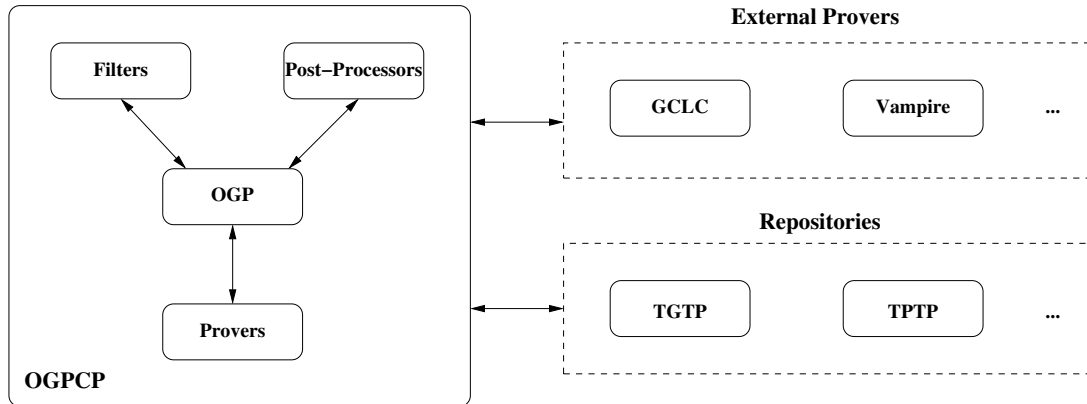 External Provers
Filters
Post–Processors
GCLC
Vampire
...
OGP
Repositories
TGTP
TPTP
...
Provers
OGPCP